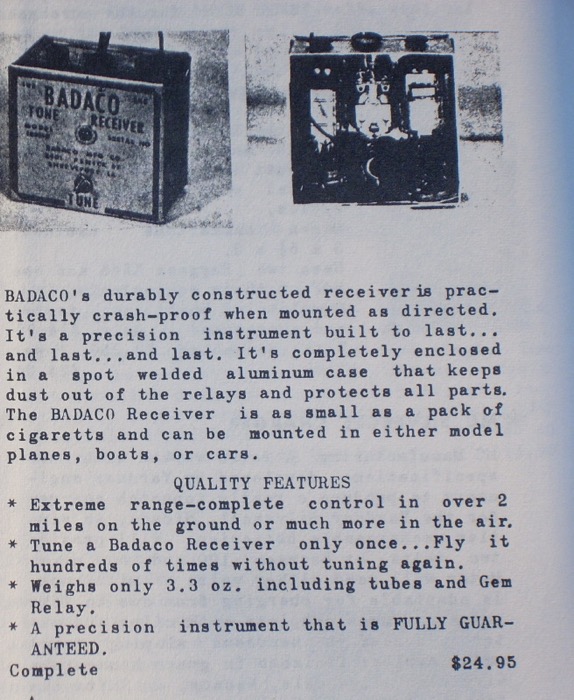 BADACO
TONE RECEIVER
MODEL
SERIAL NO
BADACO MFG CO
TUNE
BADACO's durably constructed receiver is prac-
tically crash-proof when mounted as directed.
It's a precision instrument built to last...
and last...and last. It's completely enclosed
in a spot welded aluminum case that keeps
dust out of the relays and protects all parts.
The BADACO Receiver is as small as a pack of
cigaretts and can be mounted in either model
planes, boats, or cars.
QUALITY FEATURES
* Extreme range-complete control in over 2
miles on the ground or much more in the air.
* Tune a Badaco Receiver only once...Fly it
hundreds of times without tuning again.
* Weighs only 3.3 oz. including tubes and Gem
Relay.
* A precision instrument that is FULLY GUAR-
ANTEED.
Complete $24.95